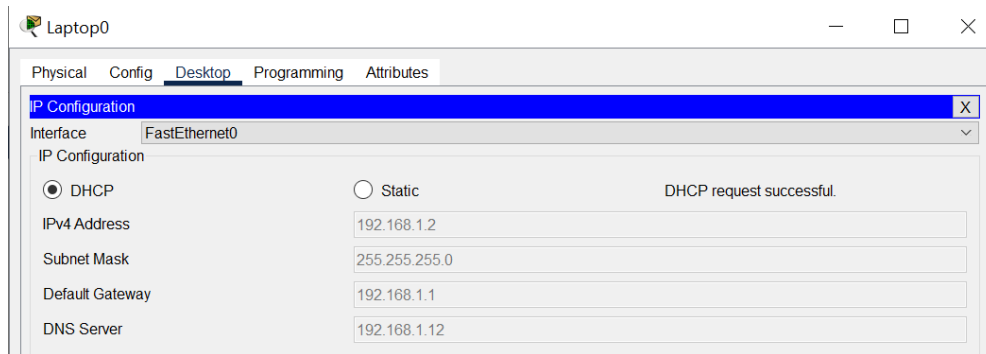 Laptop0
Physical Config Desktop Programming Attributes
IP Configuration X
Interface FastEthernet0
IP Configuration
DHCP Static DHCP request successful.
IPv4 Address 192.168.1.2
Subnet Mask 255.255.255.0
Default Gateway 192.168.1.1
DNS Server 192.168.1.12